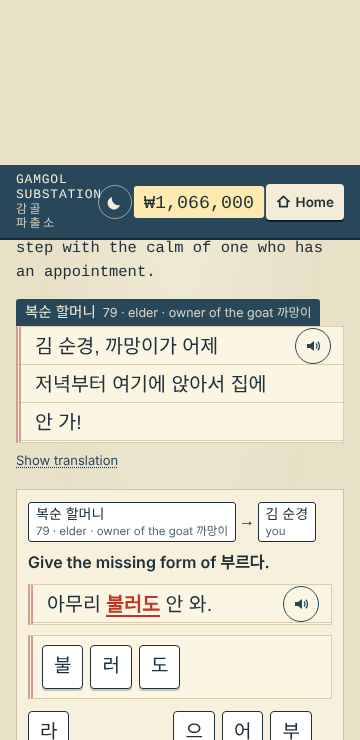 GAMGOL
SUBSTATION
감골
파출소
₩1,066,000
Home
step with the calm of one who has
an appointment.
복순 할머니 79 · elder · owner of the goat 까망이
김 순경, 까망이가 어제
저녁부터 여기에 앉아서 집에
안 가!
Show translation
복순 할머니
79 · elder · owner of the goat 까망이
→
김 순경
you
Give the missing form of 부르다.
아무리 불러도 안 와.
불 러 도
라 으 어 부